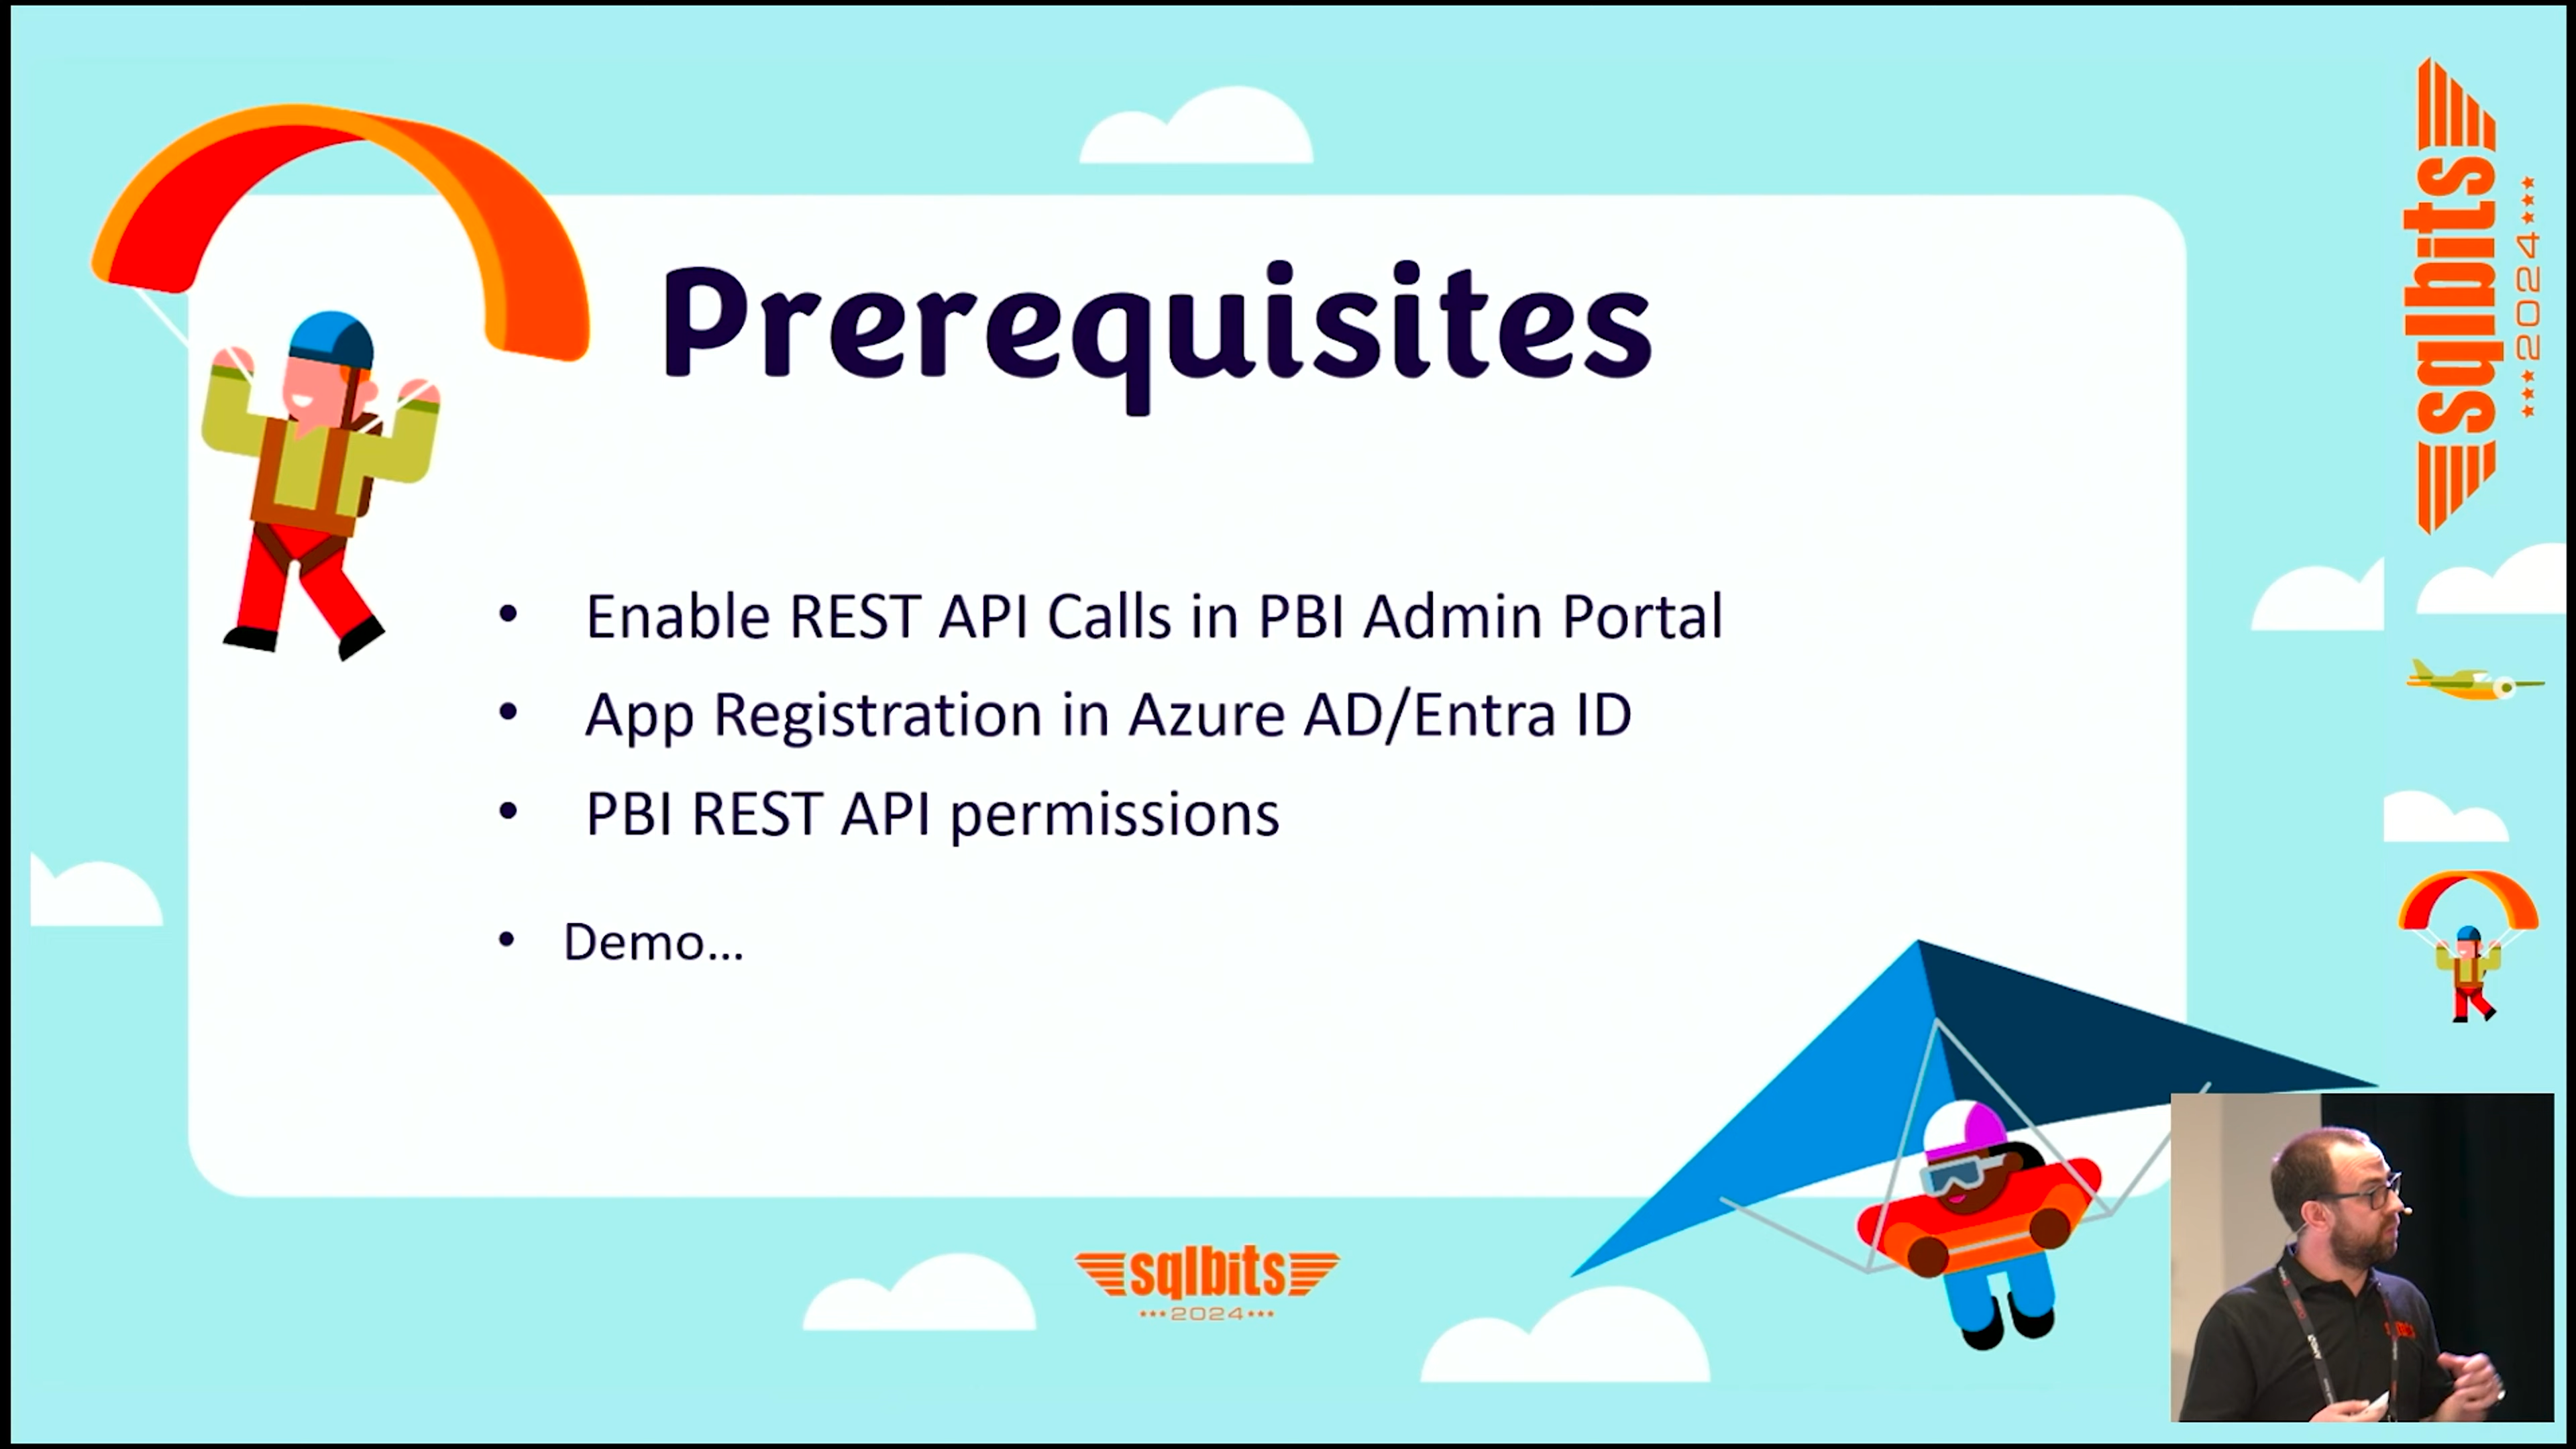 Prerequisites
• Enable REST API Calls in PBI Admin Portal
• App Registration in Azure AD/Entra ID
• PBI REST API permissions
• Demo...
sqlbits
***2024***
sqlbits
★★★2024★★★